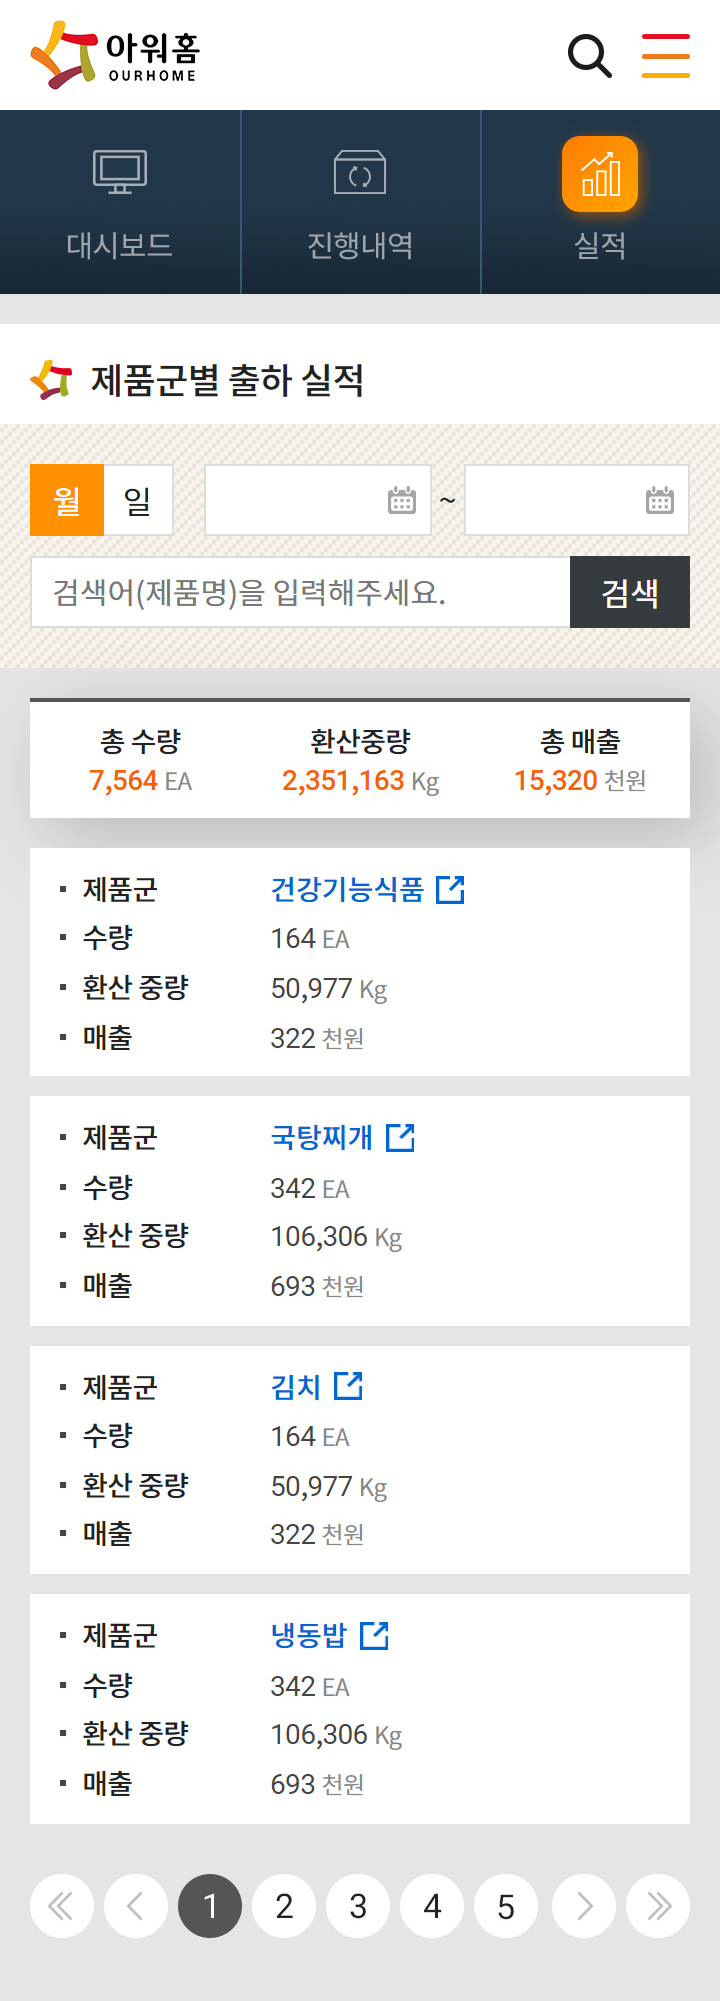 아워홈
OURHOME
대시보드 진행내역 실적
제품군별 출하 실적
월 일 ~
검색어(제품명)을 입력해주세요. 검색
총 수량 환산중량 총 매출
7,564 EA 2,351,163 Kg 15,320 천원
제품군 건강기능식품
수량 164 EA
환산 중량 50,977 Kg
매출 322 천원
제품군 국탕찌개
수량 342 EA
환산 중량 106,306 Kg
매출 693 천원
제품군 김치
수량 164 EA
환산 중량 50,977 Kg
매출 322 천원
제품군 냉동밥
수량 342 EA
환산 중량 106,306 Kg
매출 693 천원
1 2 3 4 5